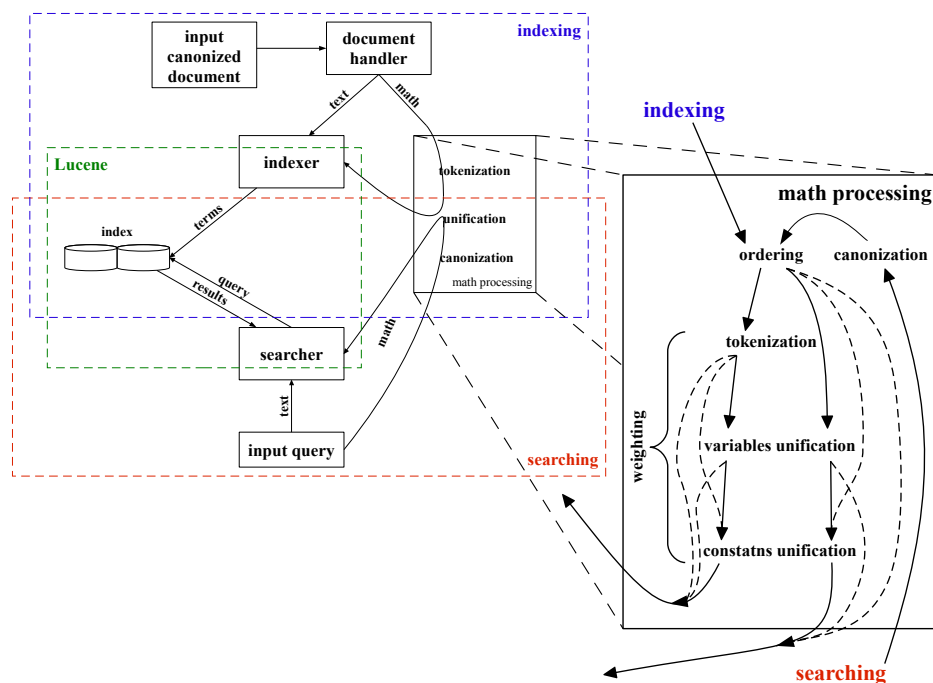 input
canonized
document
document
handler
indexing
text
math
indexer
Lucene
tokenization
terms
unification
index
canonization
math processing
query
results
math
searcher
text
input query
searching
indexing
math processing
ordering
canonization
tokenization
weighting
variables unification
constatns unification
searching